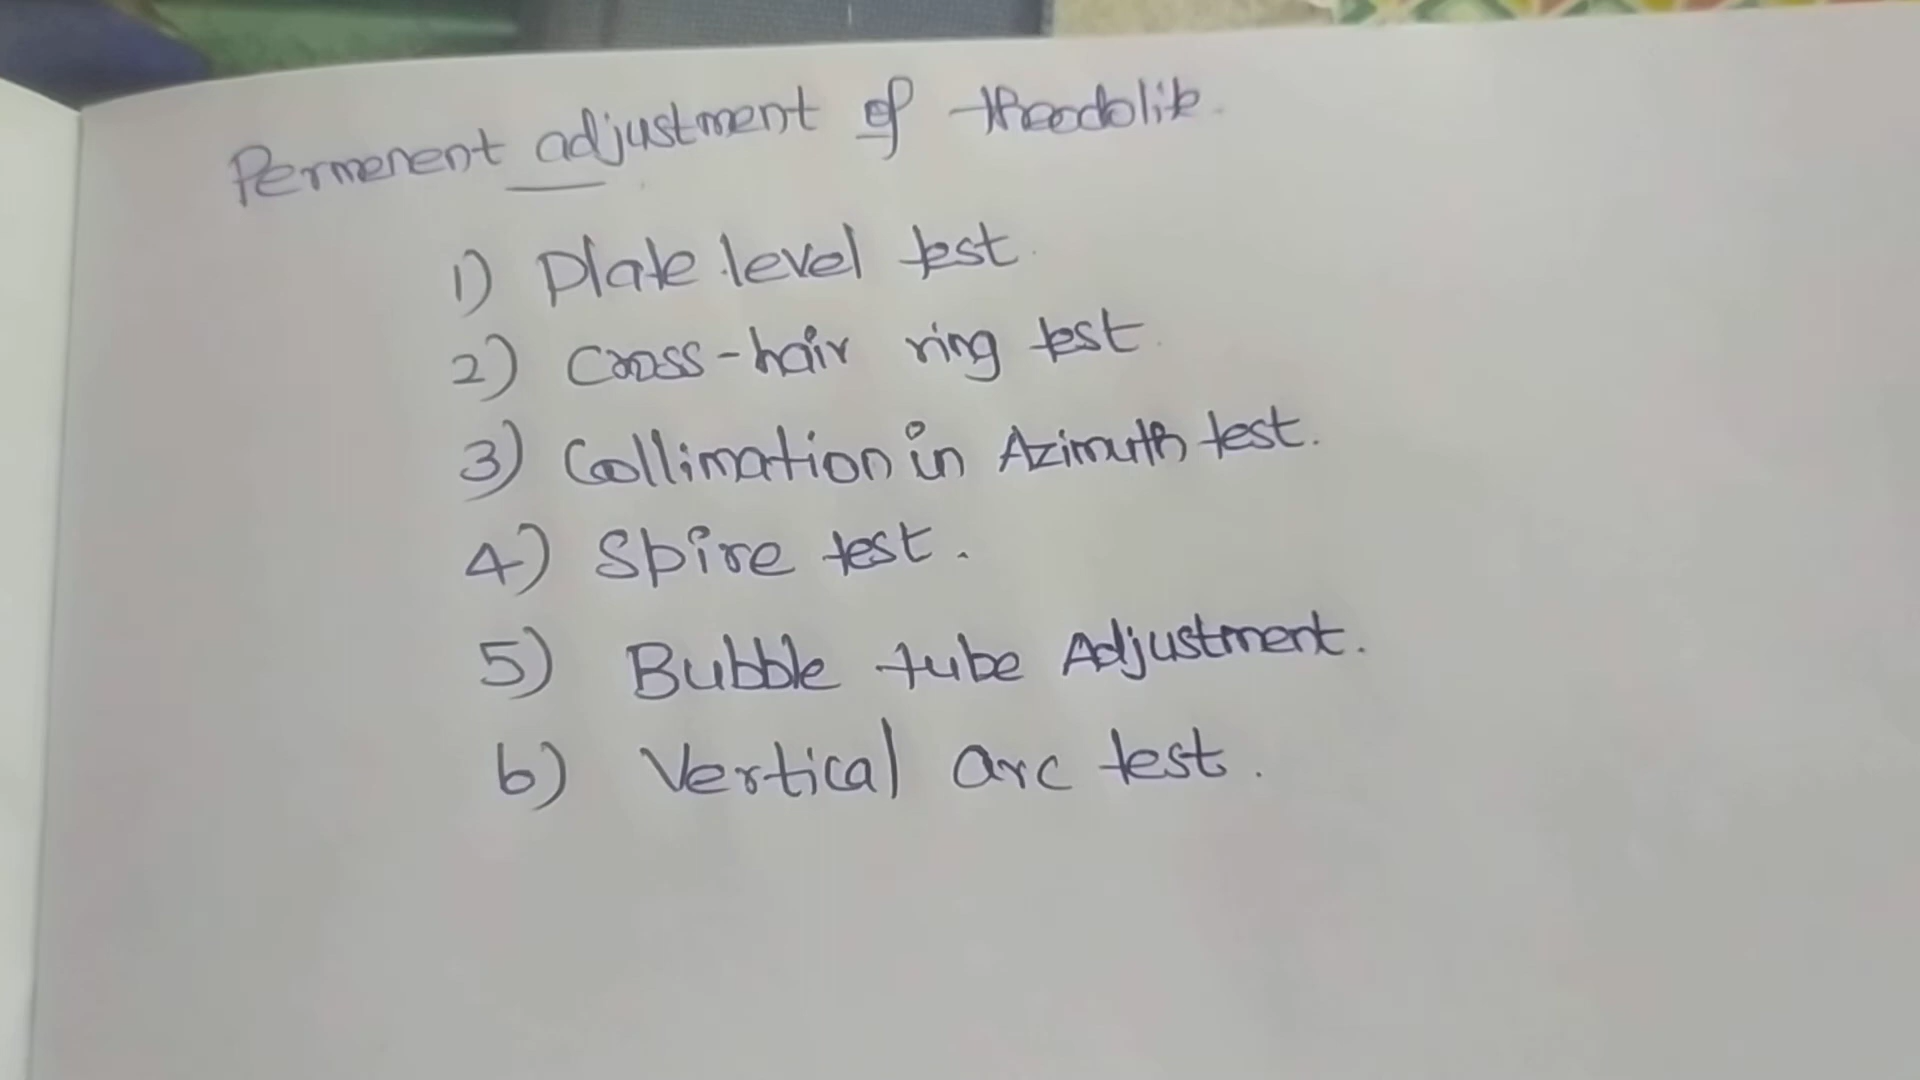 Permenent adjustment of theodolite.
1) Plate level test.
2) Cross-hair ring test.
3) Collimation in Azimuth test.
4) Spire test.
5) Bubble tube Adjustment.
6) Vertical arc test.